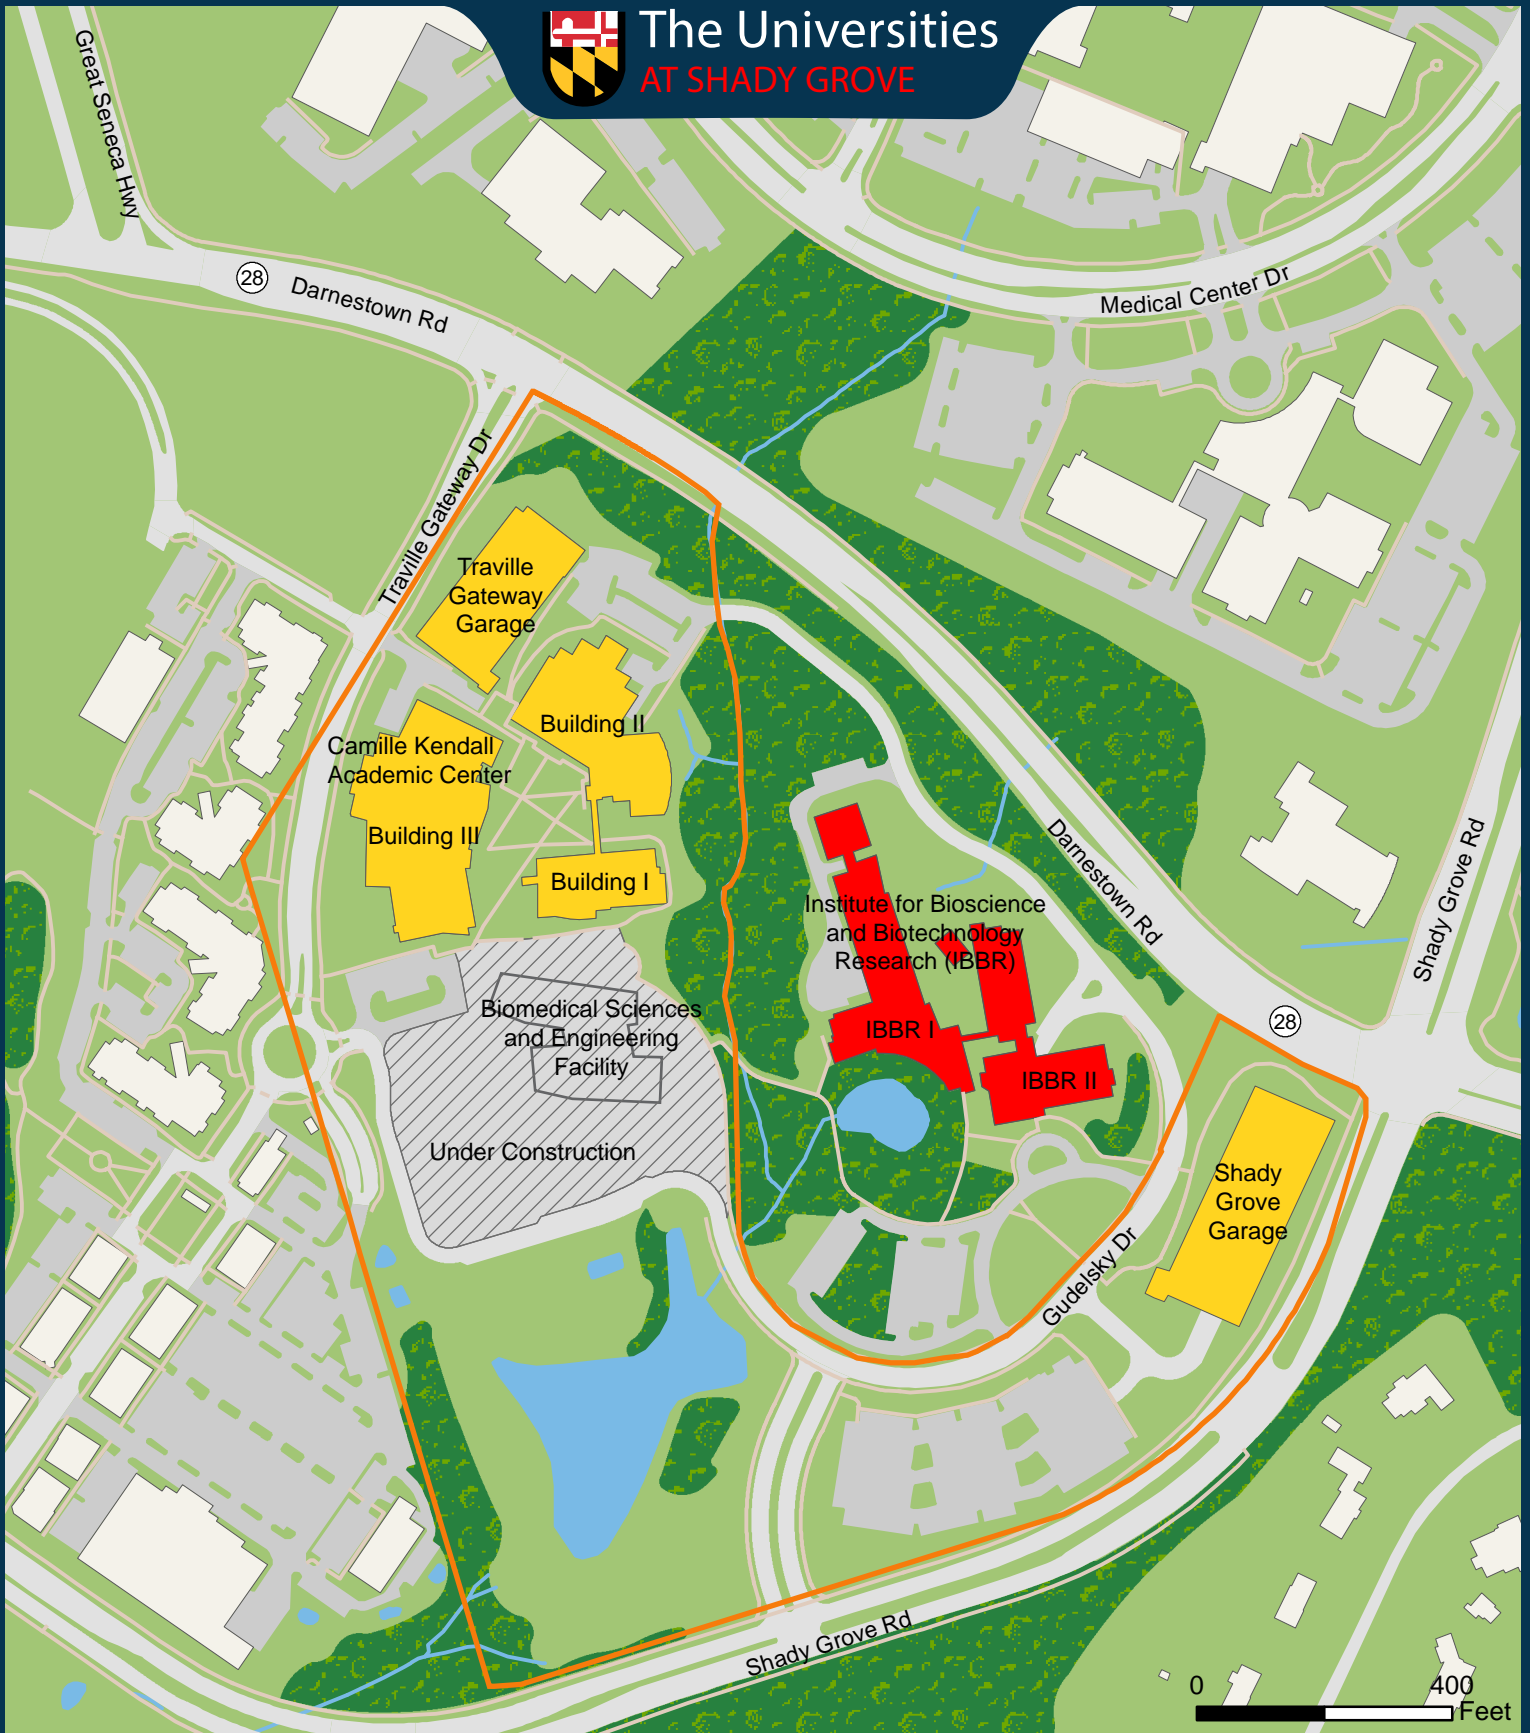 The Universities
AT SHADY GROVE
Great Seneca Hwy
28
Darnestown Rd
Medical Center Dr
Traville Gateway Dr
Traville
Gateway
Garage
Building II
Camille Kendall
Academic Center
Building III
Building I
Darnestown Rd
Shady Grove Rd
Institute for Bioscience
and Biotechnology
Research (IBBR)
Biomedical Sciences
and Engineering
Facility
IBBR I
28
IBBR II
Under Construction
Shady
Grove
Garage
Gudelsky Dr
Shady Grove Rd
0
400
Feet